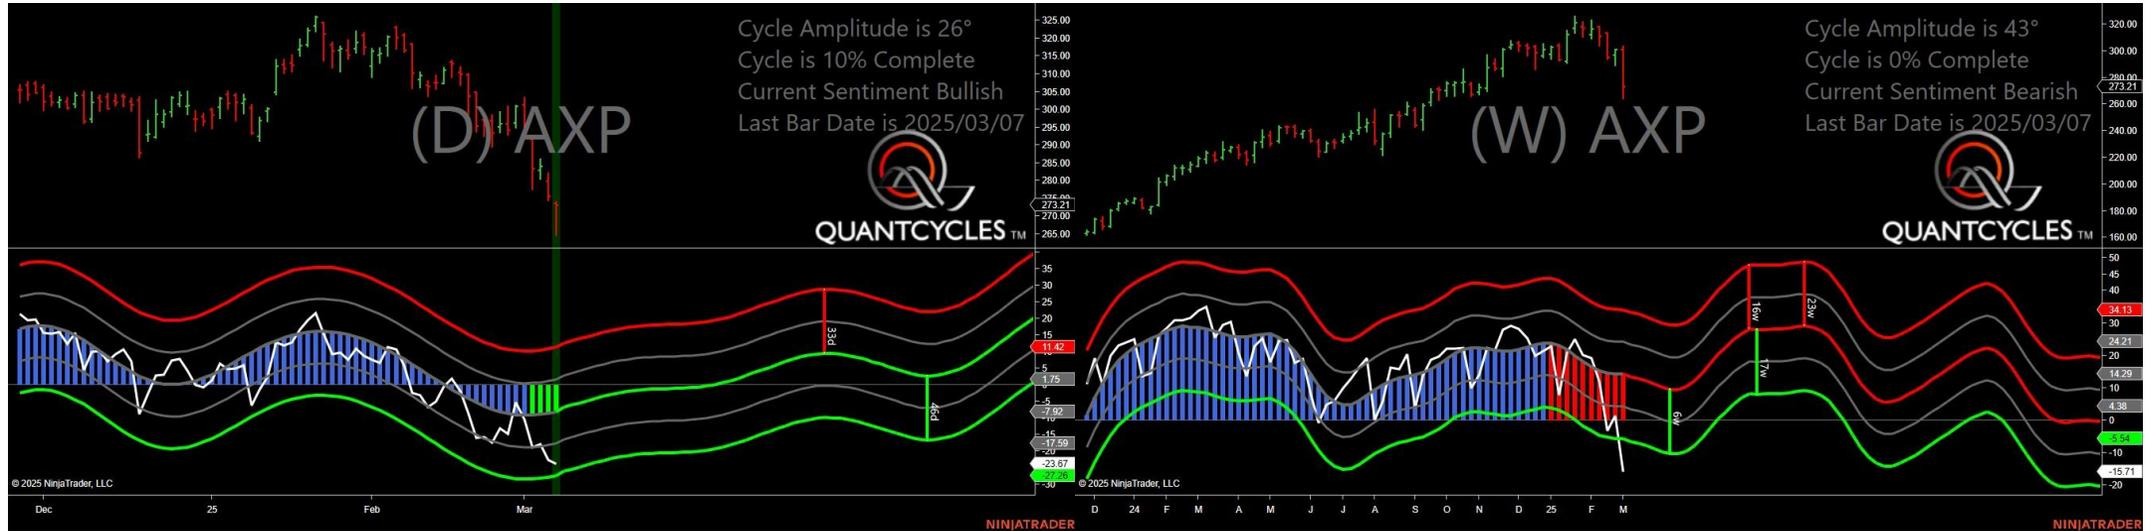 Cycle Amplitude is 26°
Cycle is 10% Complete
Current Sentiment Bullish
Last Bar Date is 2025/03/07
(D) AXP
QUANTCYCLES TM
325.00
320.00
315.00
310.00
305.00
300.00
295.00
290.00
285.00
280.00
273.21
270.00
265.00
35
30
25
20
15
11.42
5
1.75
-5
-7.92
-17.59
-23.67
-27.26
-30
33d
46d
© 2025 NinjaTrader, LLC
Dec
25
Feb
Mar
NINJATRADER
Cycle Amplitude is 43°
Cycle is 0% Complete
Current Sentiment Bearish
Last Bar Date is 2025/03/07
(W) AXP
QUANTCYCLES TM
320.00
300.00
280.00
273.21
260.00
240.00
220.00
200.00
180.00
160.00
50
45
40
34.13
30
24.21
20
14.29
10
4.38
0
-5.54
-10
-15.71
-20
16w
23w
17w
6w
© 2025 NinjaTrader, LLC
D
24
F
M
A
M
J
J
A
S
O
N
D
25
F
M
NINJATRADER